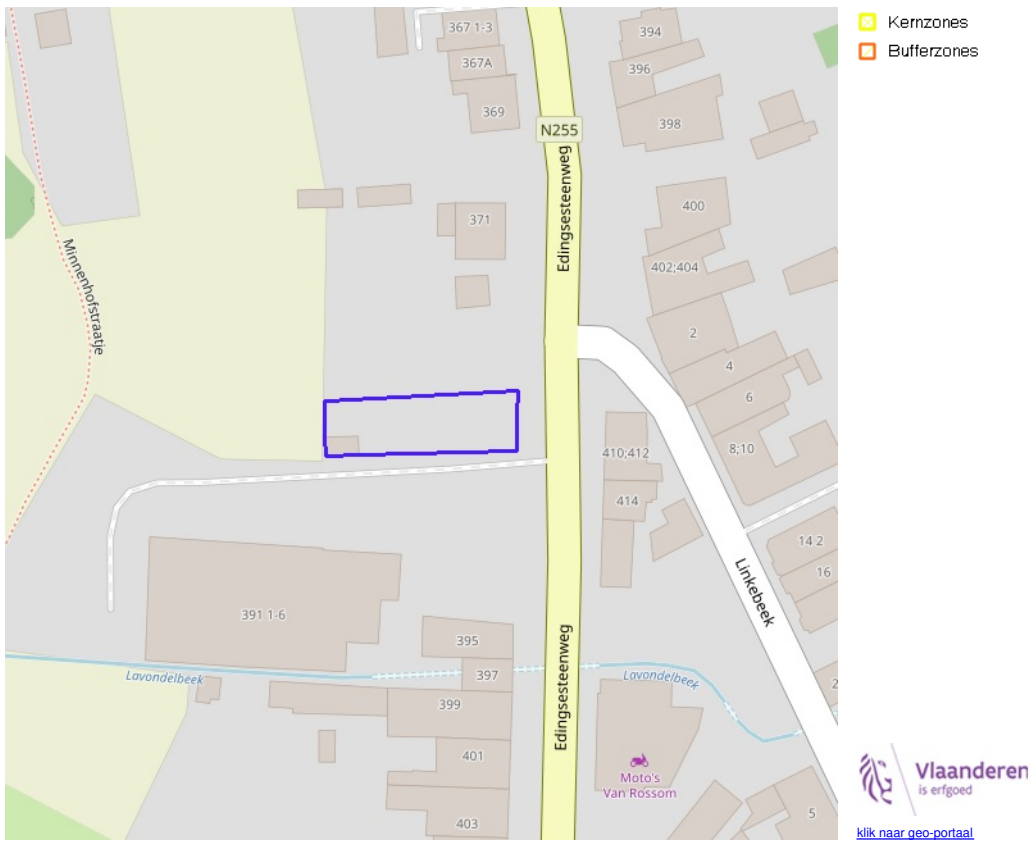 Kernzones
Bufferzones
367 1-3
394
367A
396
369
398
N255
Edingsesteenweg
400
371
402;404
Minnenhofstraatje
2
4
6
8;10
410;412
414
14 2
16
Linkebeek
391 1-6
395
Lavondelbeek
397
Lavondelbeek
2
399
Edingsesteenweg
401
Moto's
Van Rossom
403
5
Vlaanderen
is erfgoed
klik naar geo-portaal